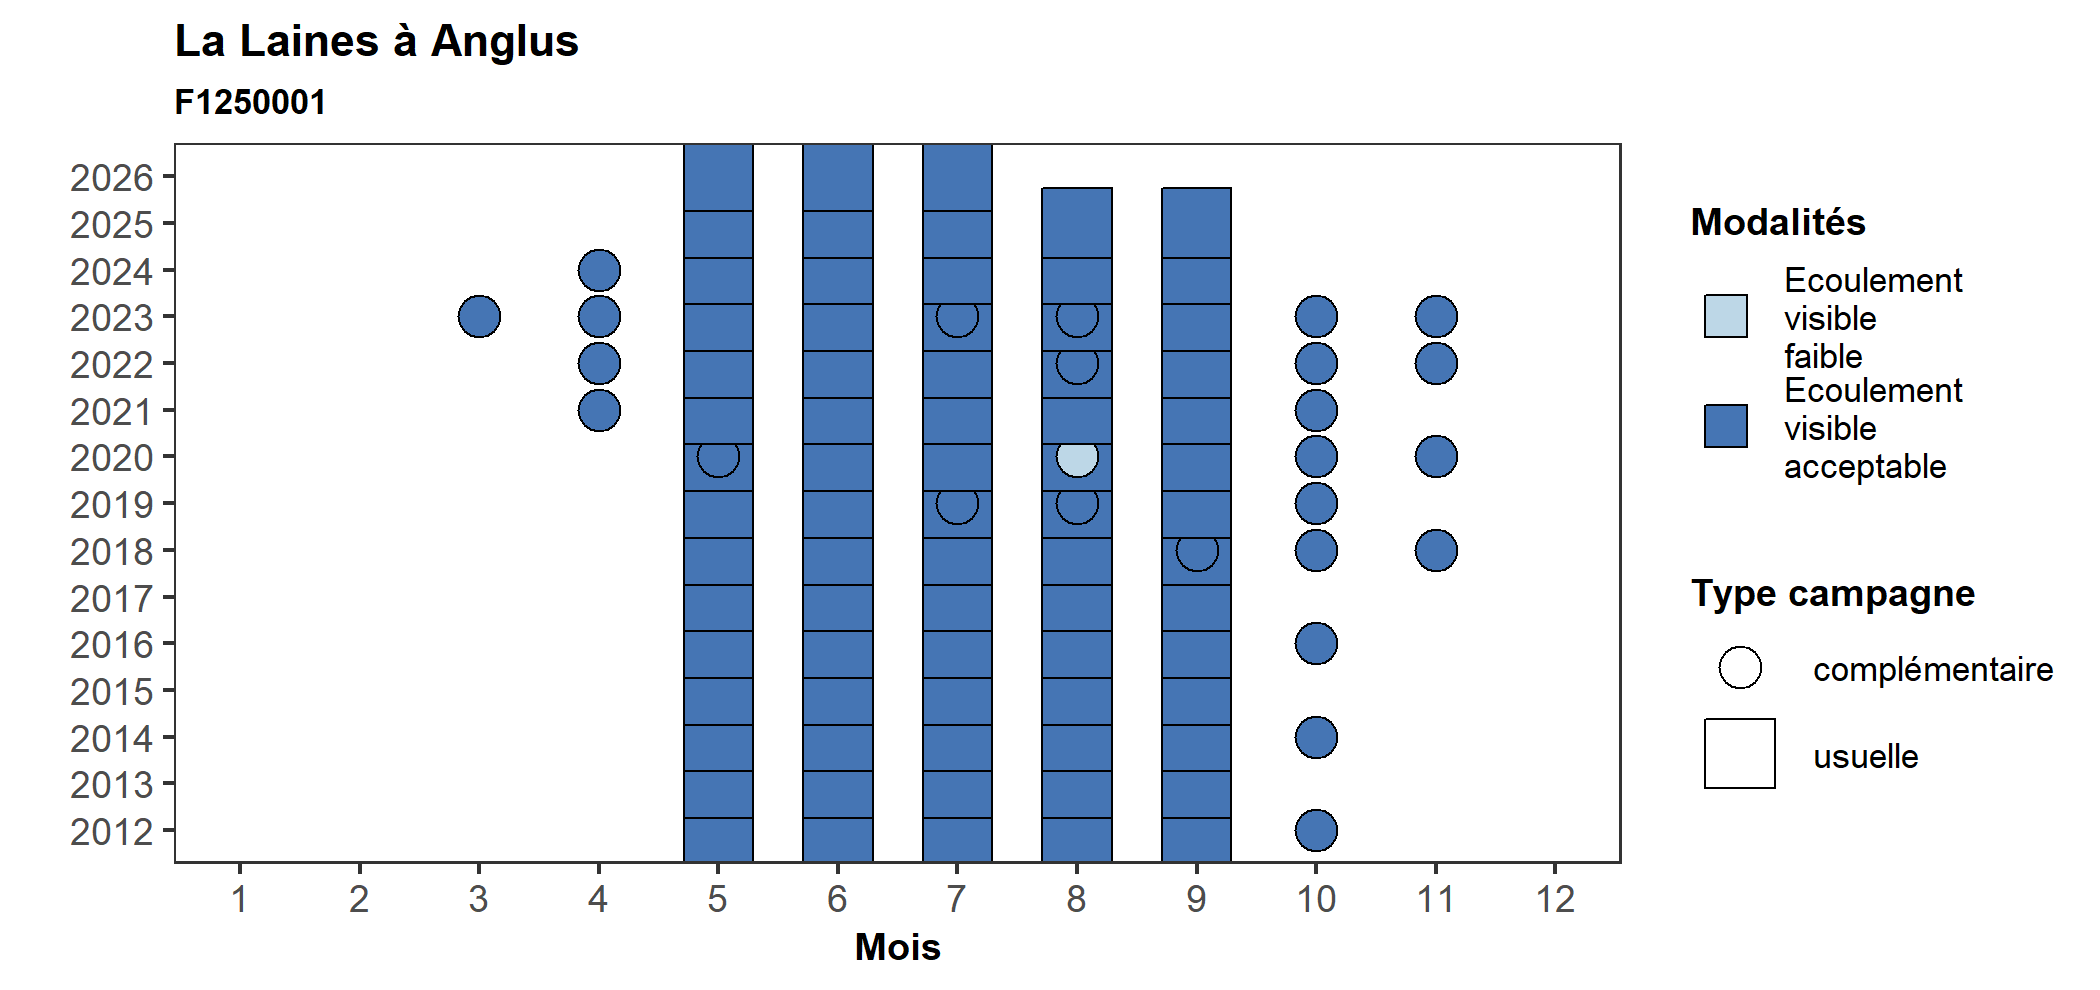 La Laines à Anglus
F1250001
2026
2025
2024
2023
2022
2021
2020
2019
2018
2017
2016
2015
2014
2013
2012
1 2 3 4 5 6 7 8 9 10 11 12
Mois
Modalités
Ecoulement
visible
faible
Ecoulement
visible
acceptable
Type campagne
complémentaire
usuelle